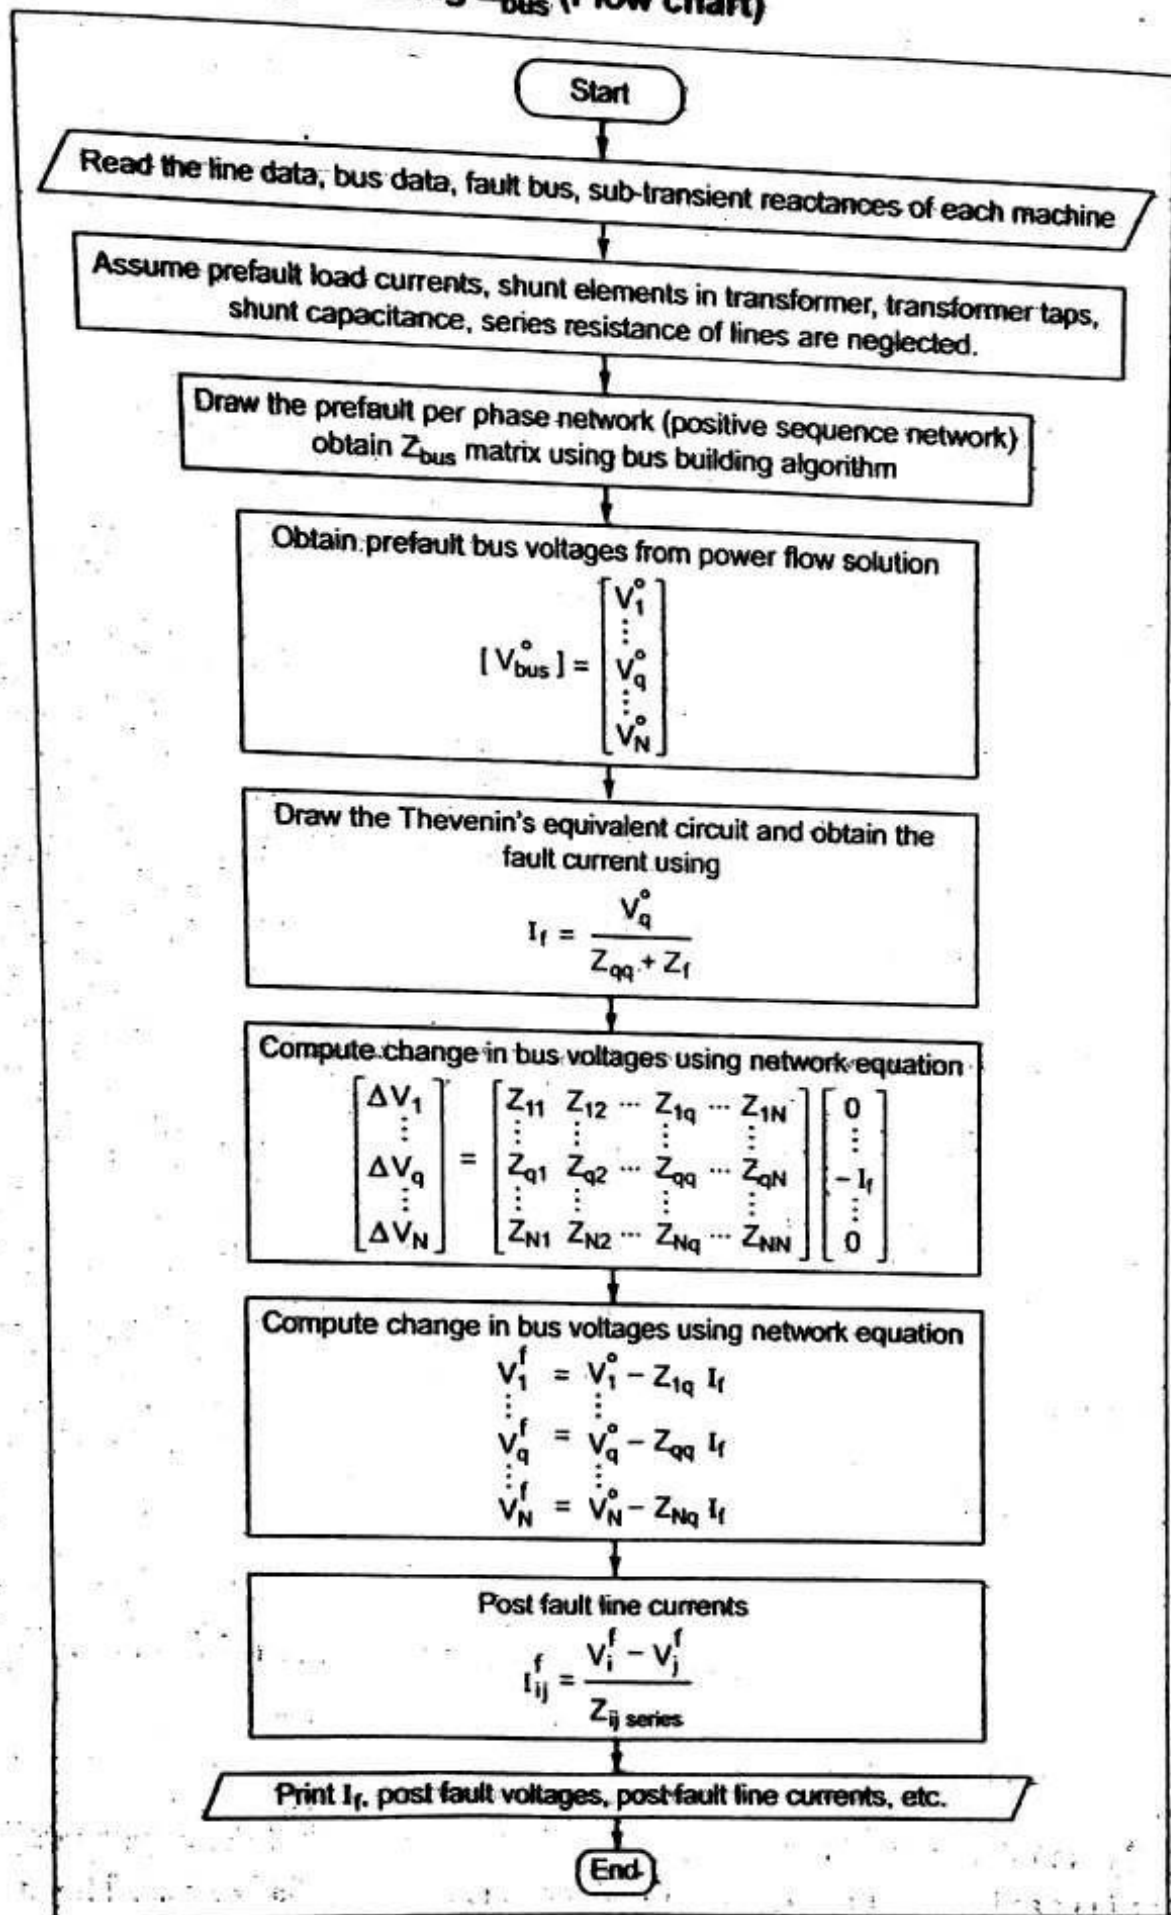 Z_bus (Flow chart)
Start
Read the line data, bus data, fault bus, sub-transient reactances of each machine
Assume prefault load currents, shunt elements in transformer, transformer taps,
shunt capacitance, series resistance of lines are neglected.
Draw the prefault per phase network (positive sequence network)
obtain Z_bus matrix using bus building algorithm
Obtain prefault bus voltages from power flow solution
[V°_bus] = [V°_1 ⋮ V°_q ⋮ V°_N]
Draw the Thevenin's equivalent circuit and obtain the
fault current using
I_f = V°_q / (Z_qq + Z_f)
Compute change in bus voltages using network equation
[ΔV_1 ⋮ ΔV_q ⋮ ΔV_N] = [Z_11 Z_12 ··· Z_1q ··· Z_1N ⋮ Z_q1 Z_q2 ··· Z_qq ··· Z_qN ⋮ Z_N1 Z_N2 ··· Z_Nq ··· Z_NN] [0 ⋮ – I_f ⋮ 0]
Compute change in bus voltages using network equation
V^f_1 = V°_1 – Z_1q I_f
⋮ ⋮
V^f_q = V°_q – Z_qq I_f
⋮ ⋮
V^f_N = V°_N – Z_Nq I_f
Post fault line currents
I^f_ij = (V^f_i – V^f_j) / Z_ij series
Print I_f, post fault voltages, post fault line currents, etc.
End